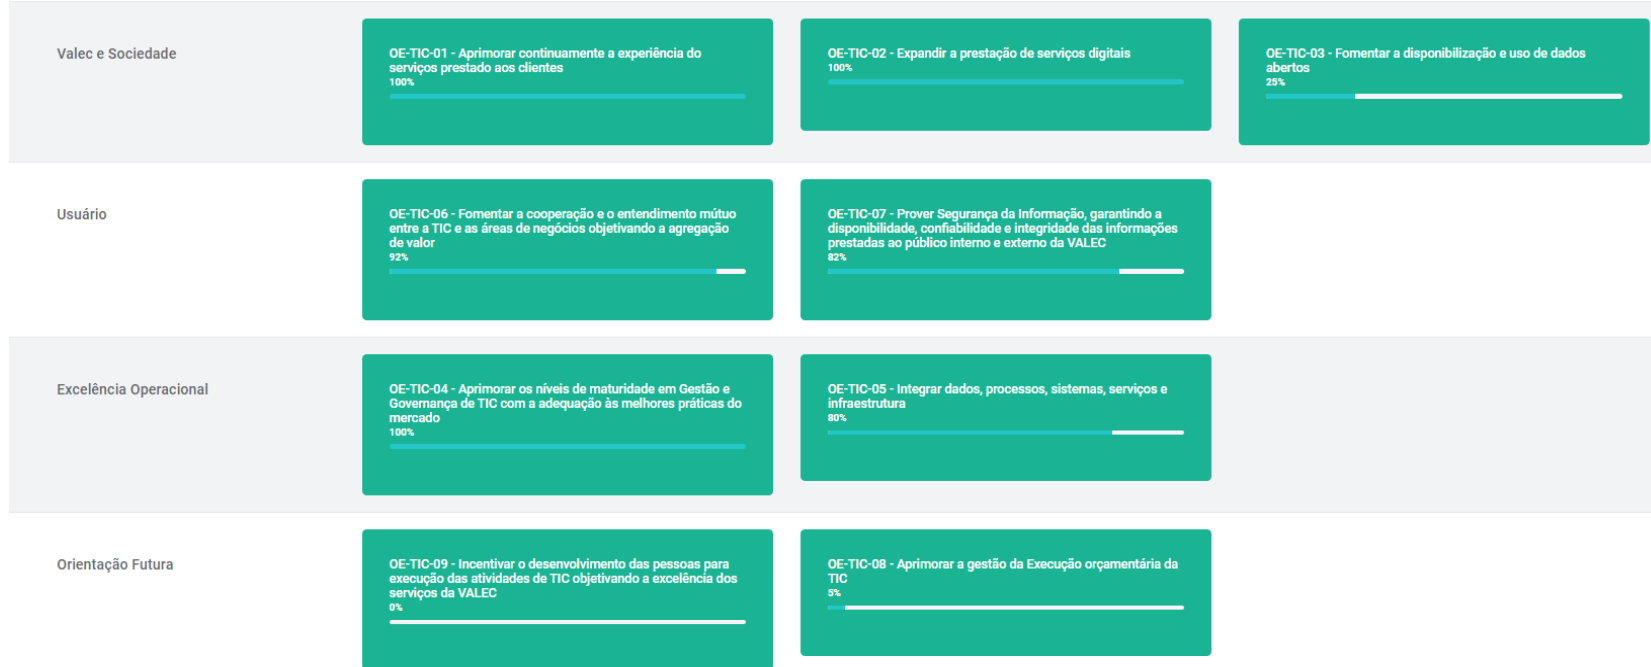 Valec e Sociedade
OE-TIC-01 - Aprimorar continuamente a experiência do
serviços prestado aos clientes
100%
OE-TIC-02 - Expandir a prestação de serviços digitais
100%
OE-TIC-03 - Fomentar a disponibilização e uso de dados
abertos
25%
Usuário
OE-TIC-06 - Fomentar a cooperação e o entendimento mútuo
entre a TIC e as áreas de negócios objetivando a agregação
de valor
92%
OE-TIC-07 - Prover Segurança da Informação, garantindo a
disponibilidade, confiabilidade e integridade das informações
prestadas ao público interno e externo da VALEC
82%
Excelência Operacional
OE-TIC-04 - Aprimorar os níveis de maturidade em Gestão e
Governança de TIC com a adequação às melhores práticas do
mercado
100%
OE-TIC-05 - Integrar dados, processos, sistemas, serviços e
infraestrutura
80%
Orientação Futura
OE-TIC-09 - Incentivar o desenvolvimento das pessoas para
execução das atividades de TIC objetivando a excelência dos
serviços da VALEC
0%
OE-TIC-08 - Aprimorar a gestão da Execução orçamentária da
TIC
5%